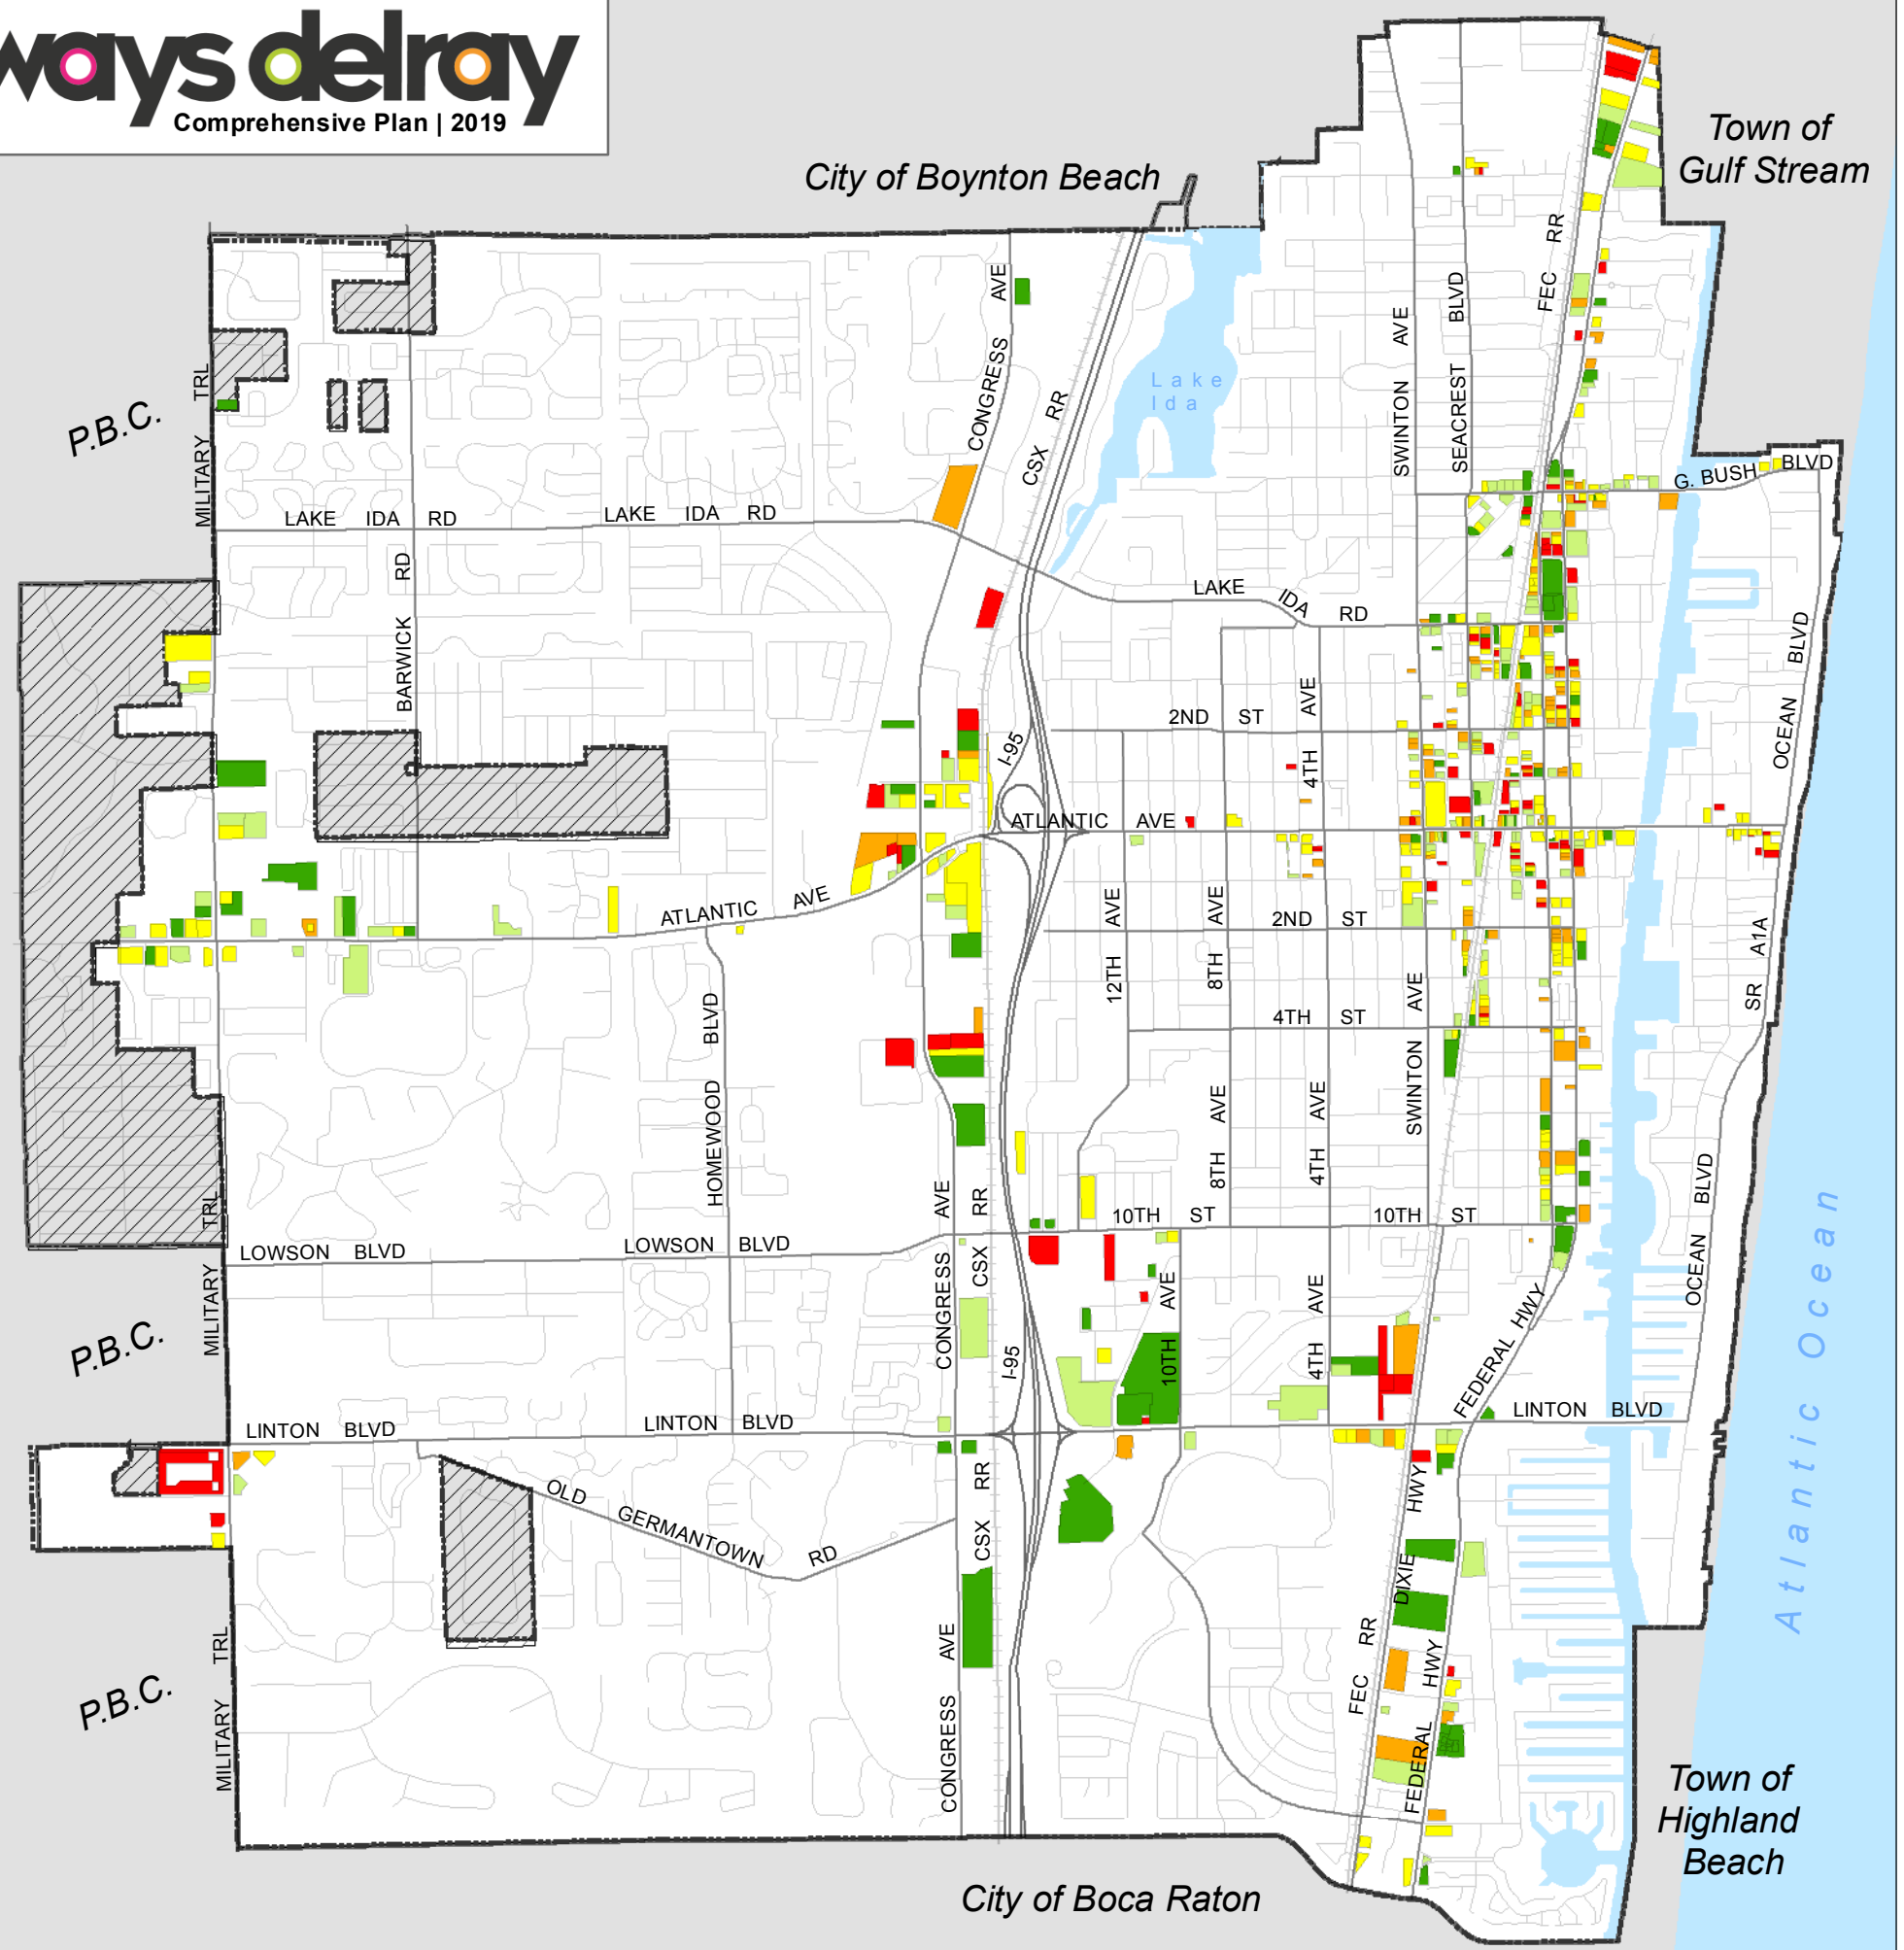 ways delray
Comprehensive Plan | 2019
Town of
Gulf Stream
City of Boynton Beach
P.B.C.
MILITARY TRL
CONGRESS AVE
CSX RR
Lake
Ida
SWINTON AVE
SEACREST BLVD
FEC RR
G. BUSH BLVD
LAKE IDA RD
LAKE IDA RD
LAKE IDA RD
BARWICK RD
I-95
2ND ST
4TH AVE
OCEAN BLVD
ATLANTIC AVE
ATLANTIC AVE
12TH AVE
8TH AVE
2ND ST
SR A1A
HOMEWOOD BLVD
4TH ST
SWINTON AVE
8TH AVE
4TH AVE
OCEAN BLVD
10TH ST
10TH ST
MILITARY TRL
LOWSON BLVD
LOWSON BLVD
CONGRESS AVE
CSX RR
I-95
10TH AVE
4TH AVE
FEDERAL HWY
Atlantic Ocean
P.B.C.
LINTON BLVD
LINTON BLVD
LINTON BLVD
OLD GERMANTOWN RD
CSX RR
DIXIE HWY
P.B.C.
MILITARY TRL
CONGRESS AVE
FEC RR
FEDERAL HWY
Town of
Highland
Beach
City of Boca Raton